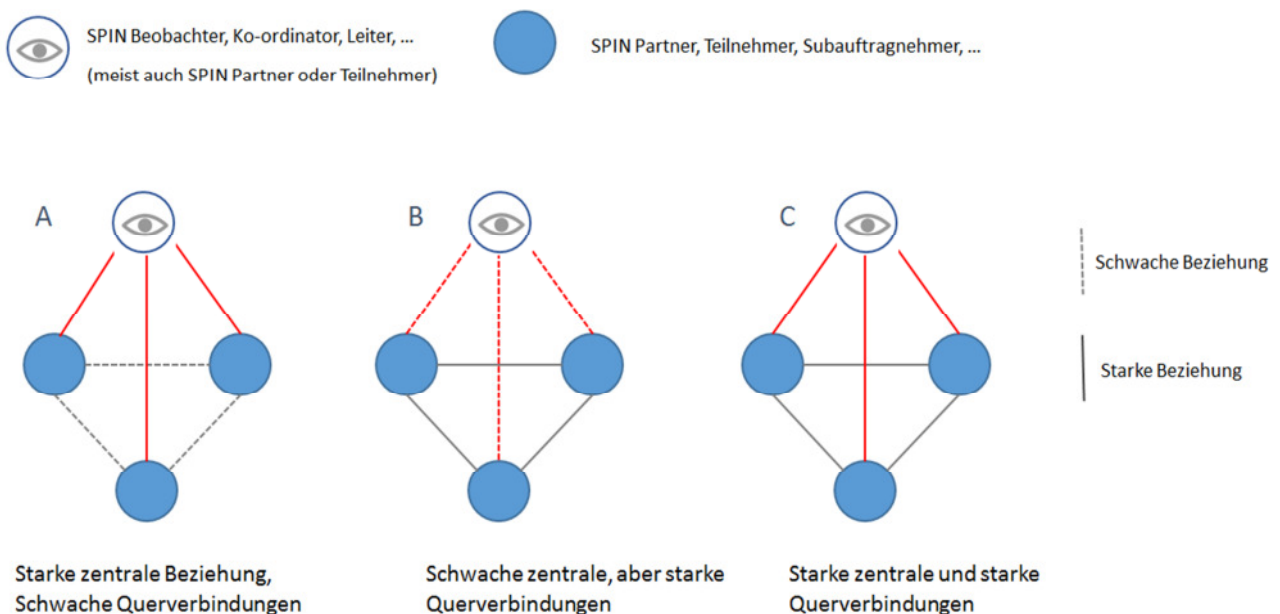 SPIN Beobachter, Ko-ordinator, Leiter, ...
(meist auch SPIN Partner oder Teilnehmer)
SPIN Partner, Teilnehmer, Subauftragnehmer, ...
A
B
C
Schwache Beziehung
Starke Beziehung
Starke zentrale Beziehung,
Schwache Querverbindungen
Schwache zentrale, aber starke
Querverbindungen
Starke zentrale und starke
Querverbindungen